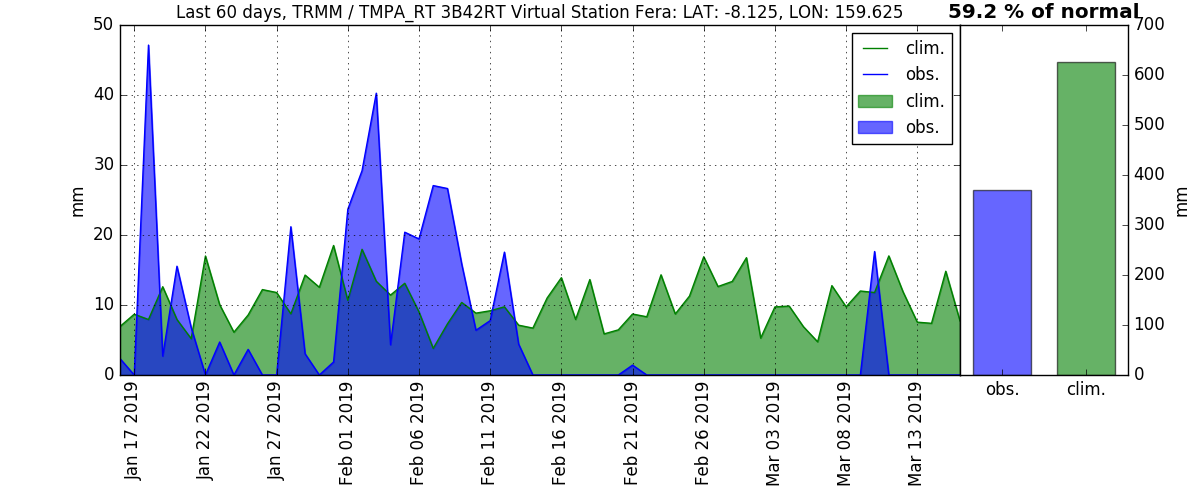 Last 60 days, TRMM / TMPA_RT 3B42RT Virtual Station Fera: LAT: -8.125, LON: 159.625
59.2 % of normal
50
40
30
20
10
0
mm
clim.
obs.
clim.
obs.
Jan 17 2019
Jan 22 2019
Jan 27 2019
Feb 01 2019
Feb 06 2019
Feb 11 2019
Feb 16 2019
Feb 21 2019
Feb 26 2019
Mar 03 2019
Mar 08 2019
Mar 13 2019
700
600
500
400
300
200
100
0
mm
obs.
clim.